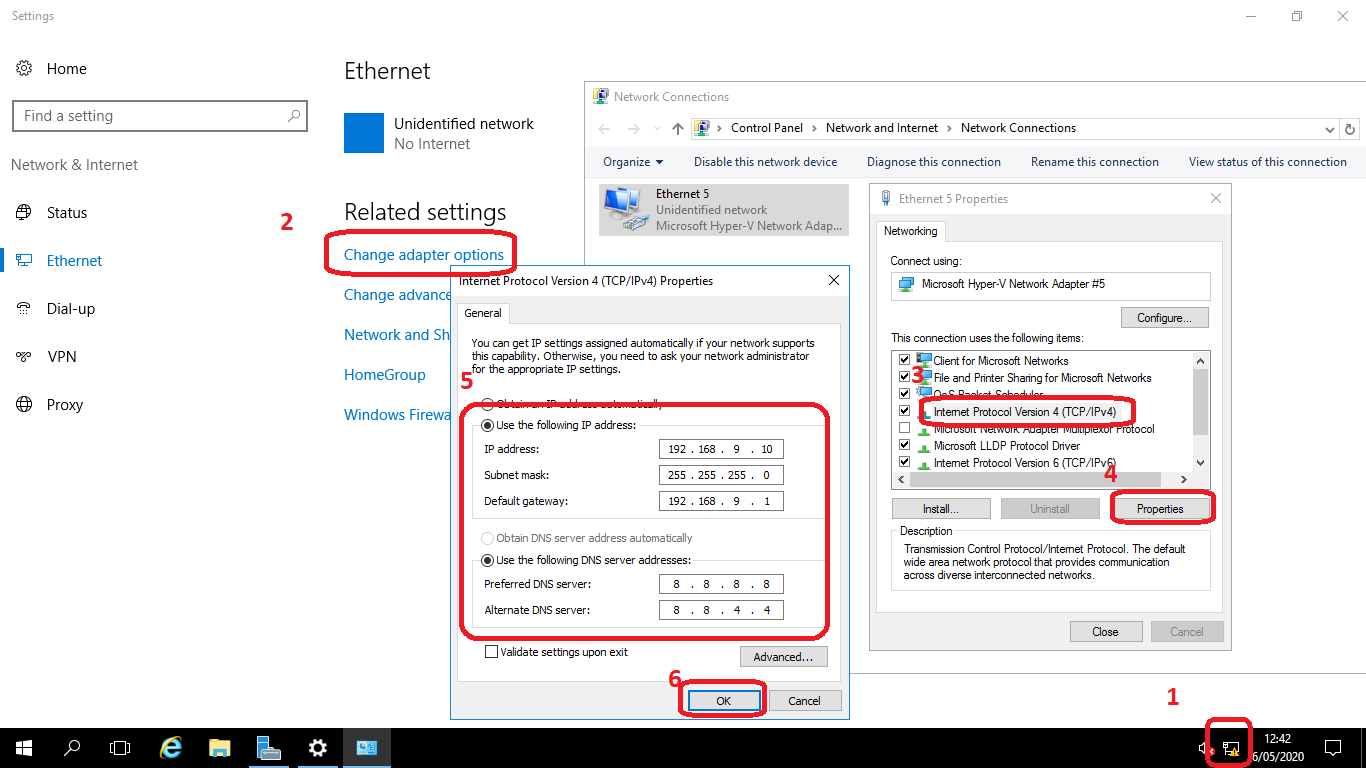 Settings
Home
Find a setting
Network & Internet
Status
Ethernet
Dial-up
VPN
Proxy
Ethernet
Unidentified network
No Internet
2
Related settings
Change adapter options
Change advance
Network and Sh
HomeGroup
Windows Firewa
Network Connections
Control Panel > Network and Internet > Network Connections
Organize
Disable this network device
Diagnose this connection
Rename this connection
View status of this connection
Ethernet 5
Unidentified network
Microsoft Hyper-V Network Adap...
Ethernet 5 Properties
Networking
Connect using:
Microsoft Hyper-V Network Adapter #5
Configure...
This connection uses the following items:
Client for Microsoft Networks
3
File and Printer Sharing for Microsoft Networks
QoS Packet Scheduler
Internet Protocol Version 4 (TCP/IPv4)
Microsoft Network Adapter Multiplexor Protocol
Microsoft LLDP Protocol Driver
Internet Protocol Version 6 (TCP/IPv6)
4
Install...
Uninstall
Properties
Description
Transmission Control Protocol/Internet Protocol. The default
wide area network protocol that provides communication
across diverse interconnected networks.
Close
Cancel
Internet Protocol Version 4 (TCP/IPv4) Properties
General
You can get IP settings assigned automatically if your network supports
this capability. Otherwise, you need to ask your network administrator
for the appropriate IP settings.
5
Obtain an IP address automatically
Use the following IP address:
IP address: 192 . 168 . 9 . 10
Subnet mask: 255 . 255 . 255 . 0
Default gateway: 192 . 168 . 9 . 1
Obtain DNS server address automatically
Use the following DNS server addresses:
Preferred DNS server: 8 . 8 . 8 . 8
Alternate DNS server: 8 . 8 . 4 . 4
Validate settings upon exit
Advanced...
6
OK
Cancel
1
12:42
6/05/2020